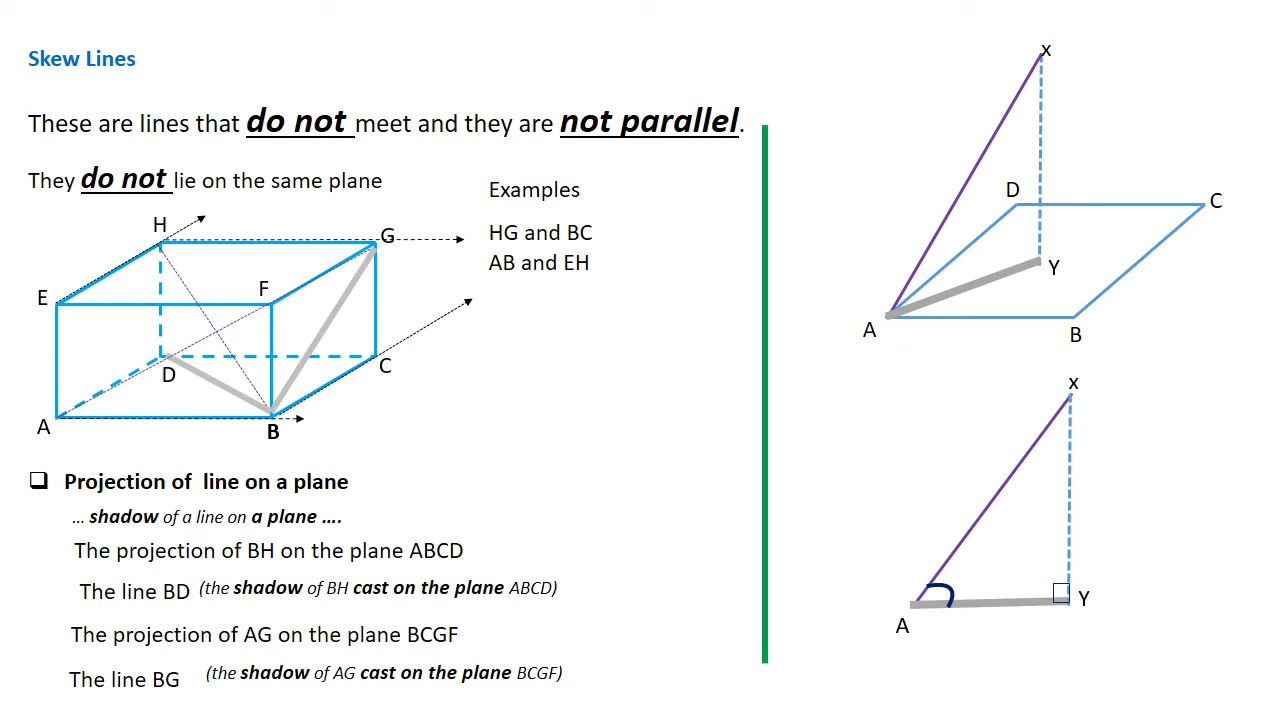 Skew Lines
These are lines that do not meet and they are not parallel.
They do not lie on the same plane
Examples
HG and BC
AB and EH
H
G
E
F
D
C
A
B
❑ Projection of line on a plane
... shadow of a line on a plane ....
The projection of BH on the plane ABCD
The line BD (the shadow of BH cast on the plane ABCD)
The projection of AG on the plane BCGF
The line BG (the shadow of AG cast on the plane BCGF)
x
D
C
Y
A
B
x
Y
A